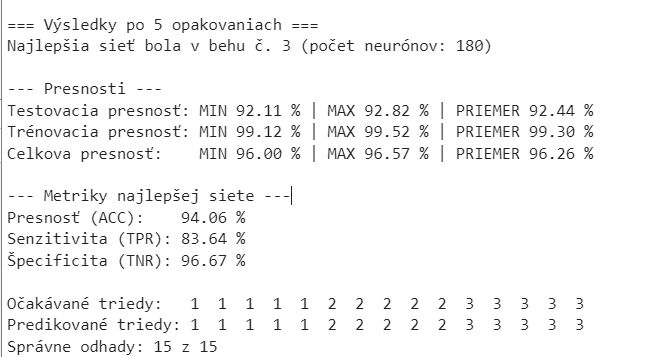 === Výsledky po 5 opakovaniach ===
Najlepšia sieť bola v behu č. 3 (počet neurónov: 180)
--- Presnosti ---
Testovacia presnosť: MIN 92.11 % | MAX 92.82 % | PRIEMER 92.44 %
Trénovacia presnosť: MIN 99.12 % | MAX 99.52 % | PRIEMER 99.30 %
Celkova presnosť: MIN 96.00 % | MAX 96.57 % | PRIEMER 96.26 %
--- Metriky najlepšej siete ---
Presnosť (ACC): 94.06 %
Senzitivita (TPR): 83.64 %
Špecificita (TNR): 96.67 %
Očakávané triedy: 1 1 1 1 1 2 2 2 2 2 3 3 3 3 3
Predikované triedy: 1 1 1 1 1 2 2 2 2 2 3 3 3 3 3
Správne odhady: 15 z 15